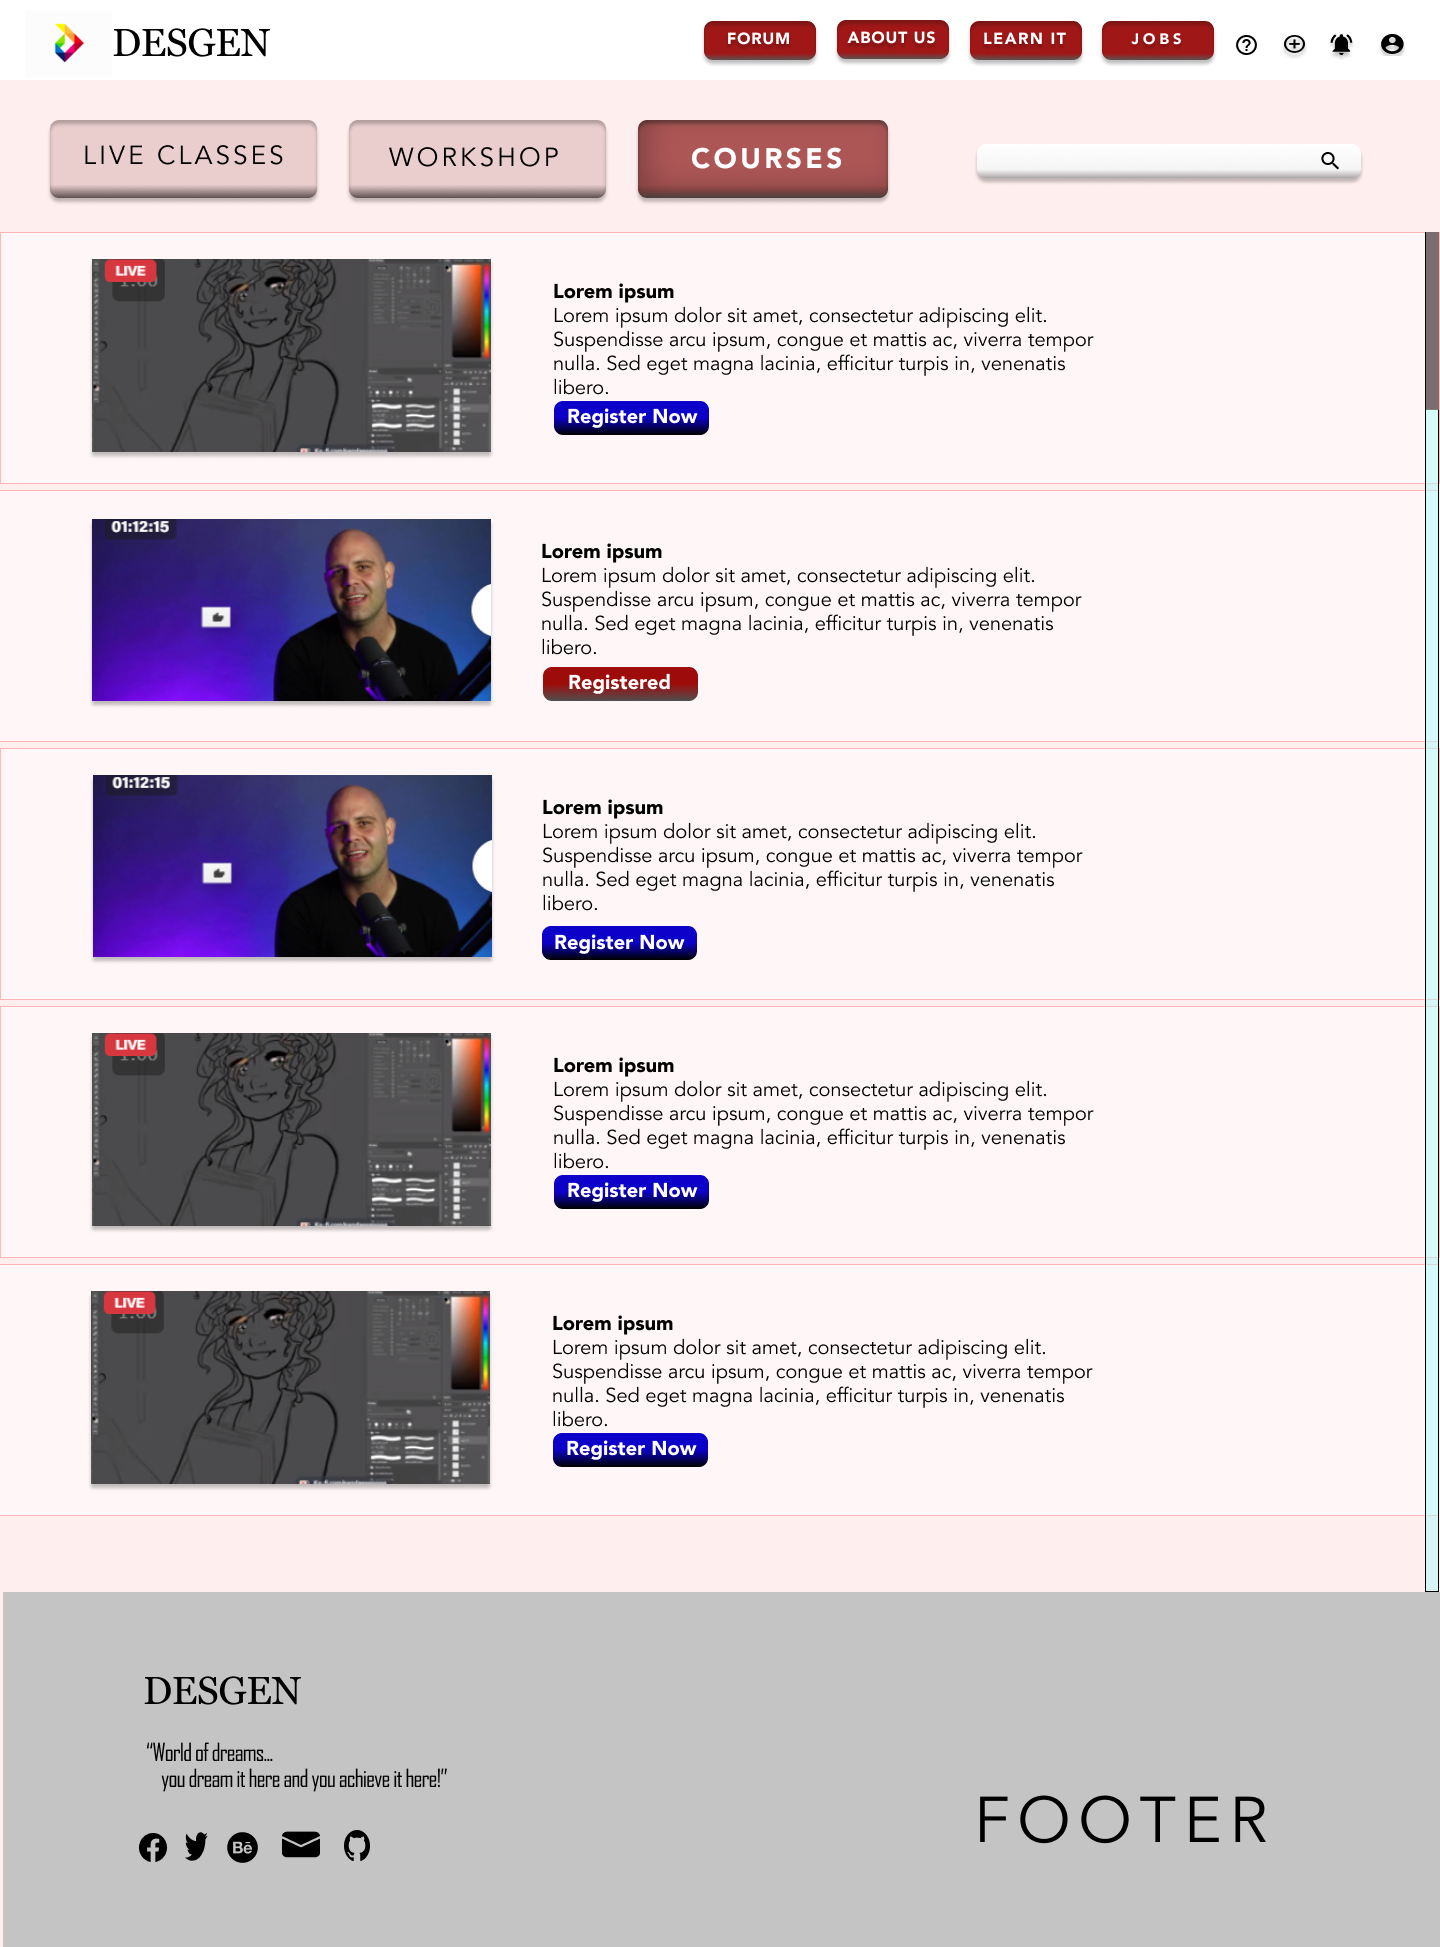 DESGEN
FORUM
ABOUT US
LEARN IT
JOBS
LIVE CLASSES
WORKSHOP
COURSES
LIVE
1:00
Lorem ipsum
Lorem ipsum dolor sit amet, consectetur adipiscing elit.
Suspendisse arcu ipsum, congue et mattis ac, viverra tempor
nulla. Sed eget magna lacinia, efficitur turpis in, venenatis
libero.
Register Now
01:12:15
Lorem ipsum
Lorem ipsum dolor sit amet, consectetur adipiscing elit.
Suspendisse arcu ipsum, congue et mattis ac, viverra tempor
nulla. Sed eget magna lacinia, efficitur turpis in, venenatis
libero.
Registered
01:12:15
Lorem ipsum
Lorem ipsum dolor sit amet, consectetur adipiscing elit.
Suspendisse arcu ipsum, congue et mattis ac, viverra tempor
nulla. Sed eget magna lacinia, efficitur turpis in, venenatis
libero.
Register Now
LIVE
1:00
Lorem ipsum
Lorem ipsum dolor sit amet, consectetur adipiscing elit.
Suspendisse arcu ipsum, congue et mattis ac, viverra tempor
nulla. Sed eget magna lacinia, efficitur turpis in, venenatis
libero.
Register Now
LIVE
1:00
Lorem ipsum
Lorem ipsum dolor sit amet, consectetur adipiscing elit.
Suspendisse arcu ipsum, congue et mattis ac, viverra tempor
nulla. Sed eget magna lacinia, efficitur turpis in, venenatis
libero.
Register Now
DESGEN
“World of dreams...
you dream it here and you achieve it here!”
Bē
FOOTER